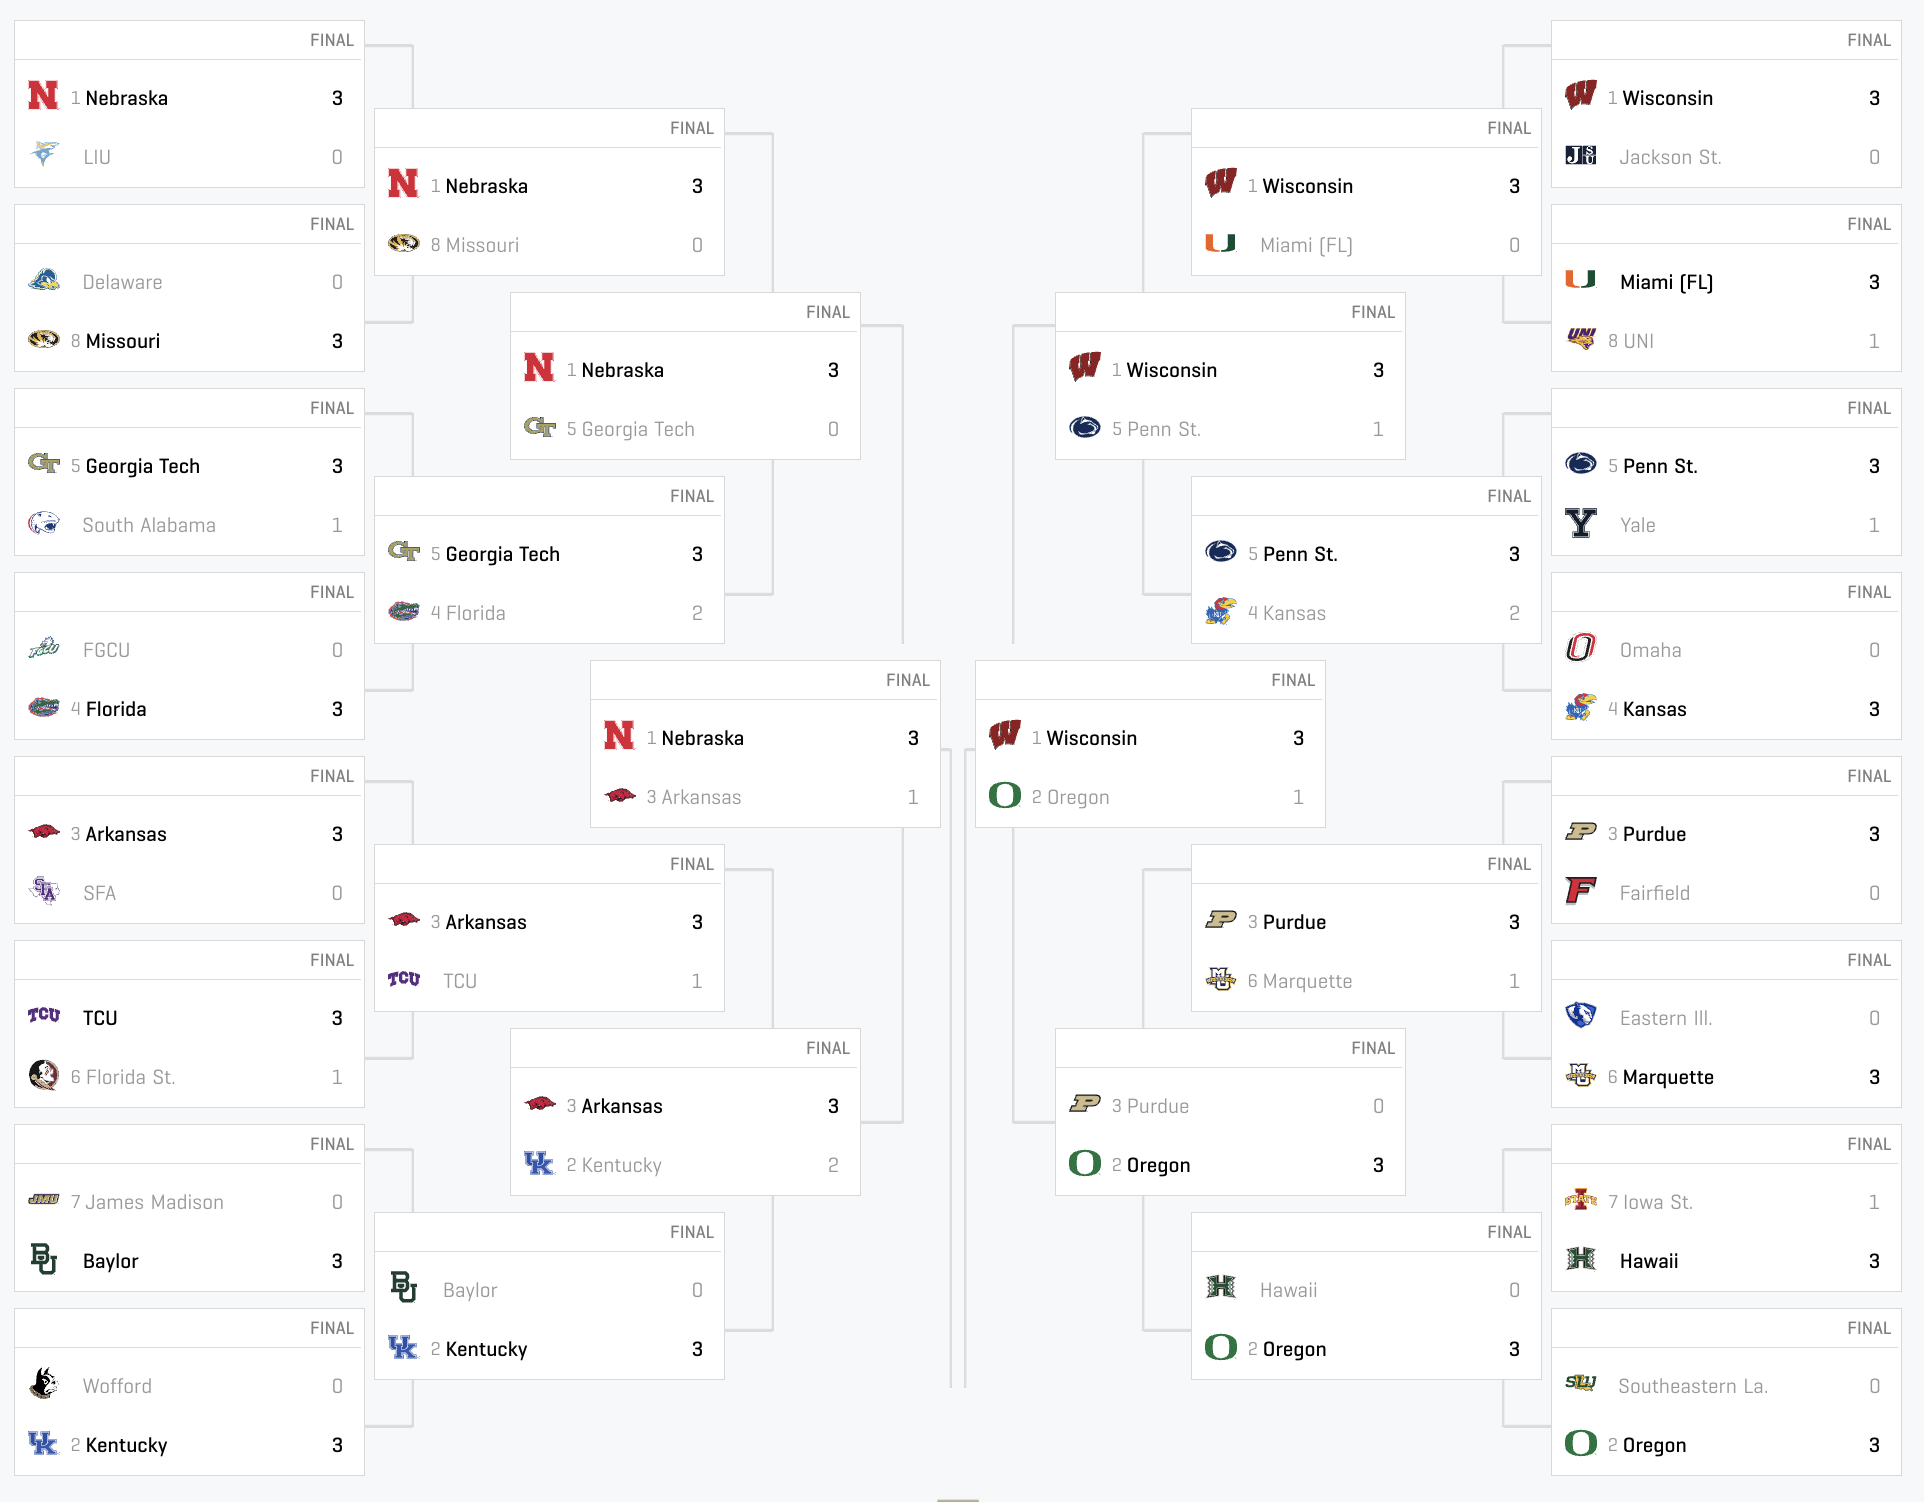 FINAL
1 Nebraska 3
LIU 0
FINAL
Delaware 0
8 Missouri 3
FINAL
5 Georgia Tech 3
South Alabama 1
FINAL
FGCU 0
4 Florida 3
FINAL
3 Arkansas 3
SFA 0
FINAL
TCU 3
6 Florida St. 1
FINAL
7 James Madison 0
Baylor 3
FINAL
Wofford 0
2 Kentucky 3
FINAL
1 Nebraska 3
8 Missouri 0
FINAL
5 Georgia Tech 3
4 Florida 2
FINAL
3 Arkansas 3
TCU 1
FINAL
Baylor 0
2 Kentucky 3
FINAL
1 Nebraska 3
5 Georgia Tech 0
FINAL
3 Arkansas 3
2 Kentucky 2
FINAL
1 Nebraska 3
3 Arkansas 1
FINAL
1 Wisconsin 3
2 Oregon 1
FINAL
1 Wisconsin 3
5 Penn St. 1
FINAL
3 Purdue 0
2 Oregon 3
FINAL
1 Wisconsin 3
Miami (FL) 0
FINAL
5 Penn St. 3
4 Kansas 2
FINAL
3 Purdue 3
6 Marquette 1
FINAL
Hawaii 0
2 Oregon 3
FINAL
1 Wisconsin 3
Jackson St. 0
FINAL
Miami (FL) 3
8 UNI 1
FINAL
5 Penn St. 3
Yale 1
FINAL
Omaha 0
4 Kansas 3
FINAL
3 Purdue 3
Fairfield 0
FINAL
Eastern Ill. 0
6 Marquette 3
FINAL
7 Iowa St. 1
Hawaii 3
FINAL
Southeastern La. 0
2 Oregon 3